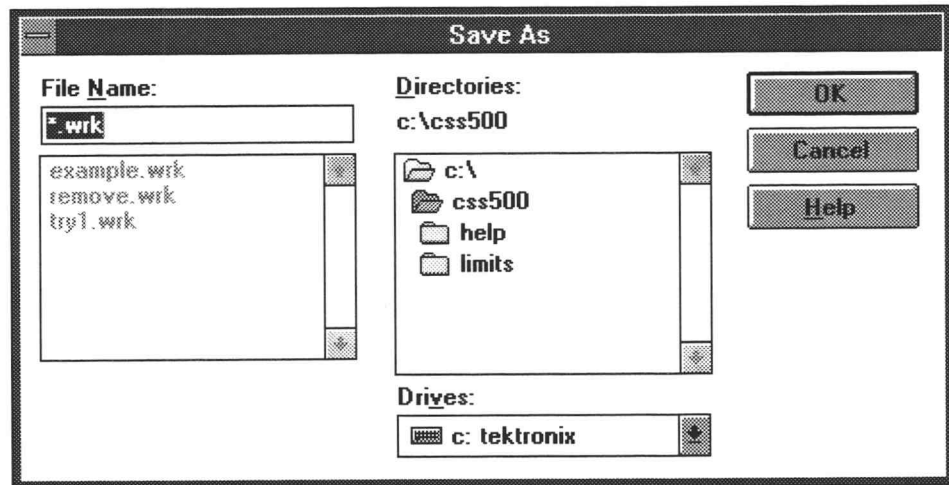 Save As
File Name:
*.wrk
example.wrk
remove.wrk
try1.wrk
Directories:
c:\css500
c:\
css500
help
limits
Drives:
c: tektronix
OK
Cancel
Help